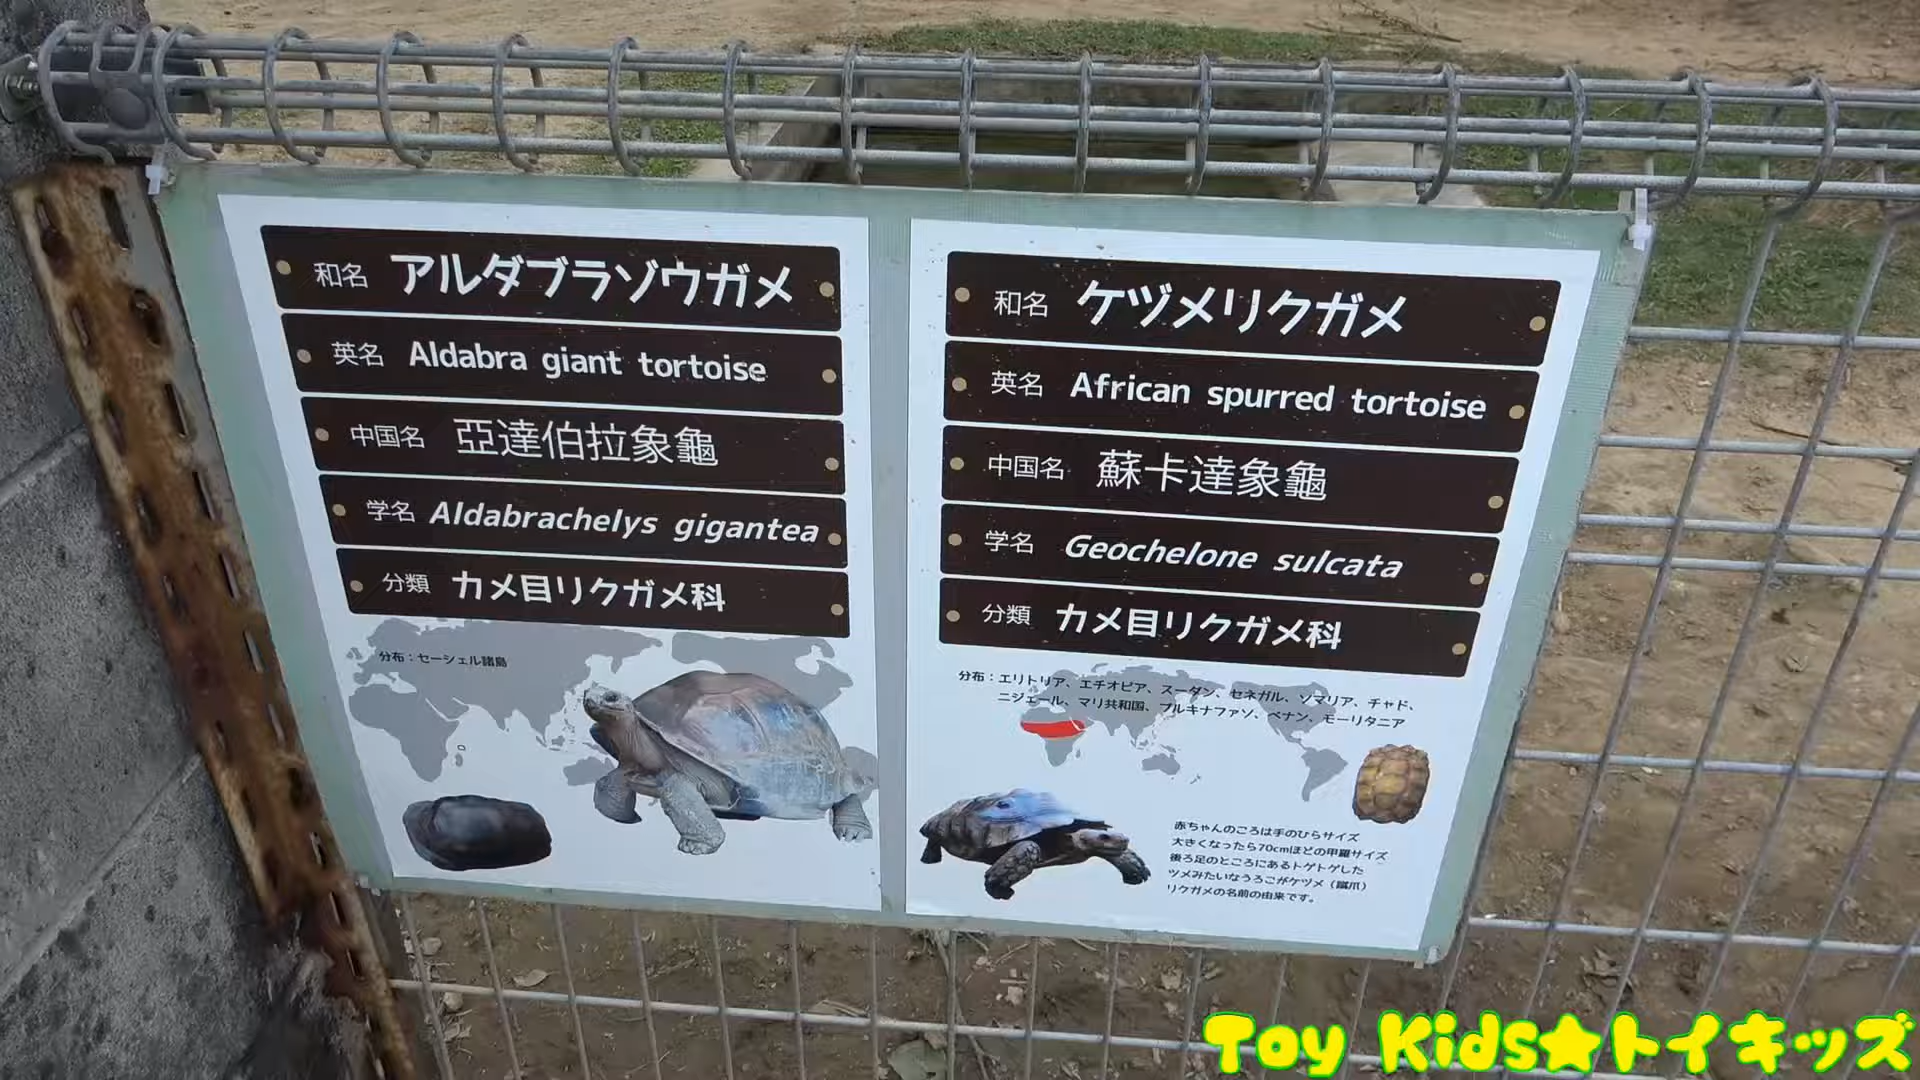 和名 アルダブラゾウガメ
英名 Aldabra giant tortoise
中国名 亞達伯拉象龜
学名 Aldabrachelys gigantea
分類 カメ目リクガメ科
分布：セーシェル諸島
和名 ケヅメリクガメ
英名 African spurred tortoise
中国名 蘇卡達象龜
学名 Geochelone sulcata
分類 カメ目リクガメ科
分布：エリトリア、エチオピア、スーダン、セネガル、ソマリア、チャド、
ニジェール、マリ共和国、ブルキナファソ、ベナン、モーリタニア
赤ちゃんのころは手のひらサイズ
大きくなったら70cmほどの甲羅サイズ
後ろ足のところにあるトゲトゲした
ツメみたいなうろこがケヅメ（蹴爪）
リクガメの名前の由来です。
Toy Kids★トイキッズ